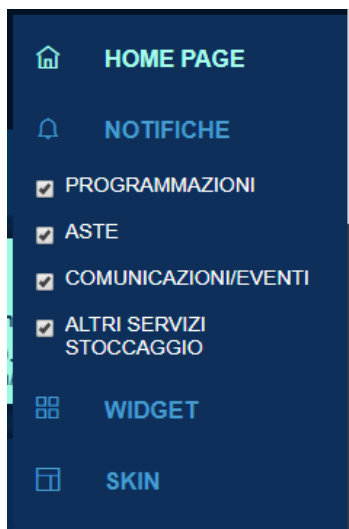 HOME PAGE
NOTIFICHE
PROGRAMMAZIONI
ASTE
COMUNICAZIONI/EVENTI
ALTRI SERVIZI
STOCCAGGIO
WIDGET
SKIN